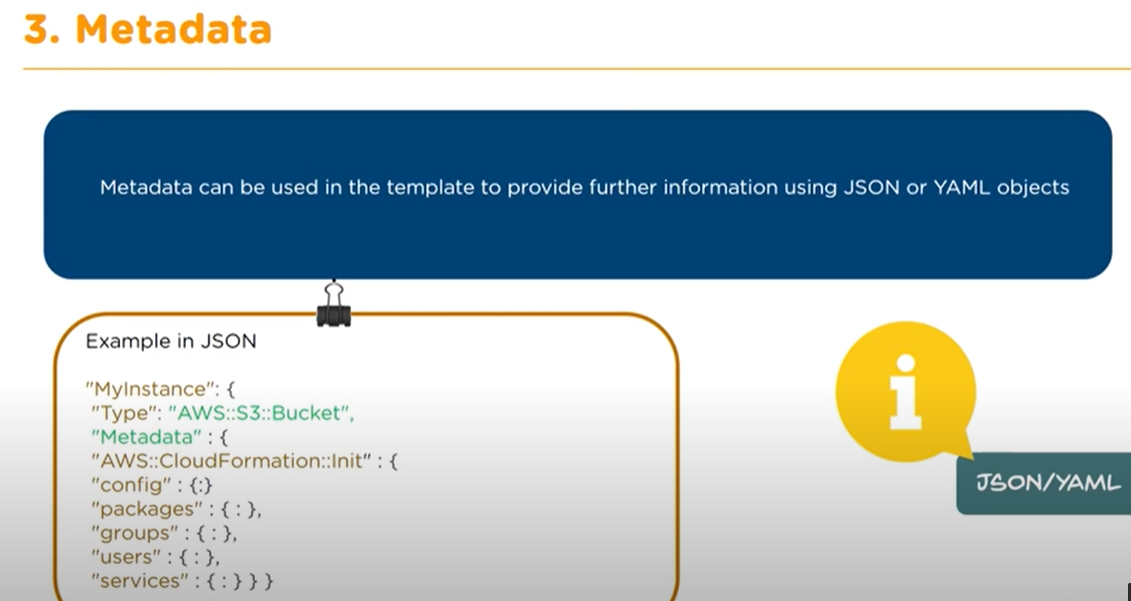 3. Metadata
Metadata can be used in the template to provide further information using JSON or YAML objects
Example in JSON
"MyInstance": {
"Type": "AWS::S3::Bucket",
"Metadata" : {
"AWS::CloudFormation::Init" : {
"config" : {:}
"packages" : { : },
"groups" : { : },
"users" : { : },
"services" : { : } } }
JSON/YAML